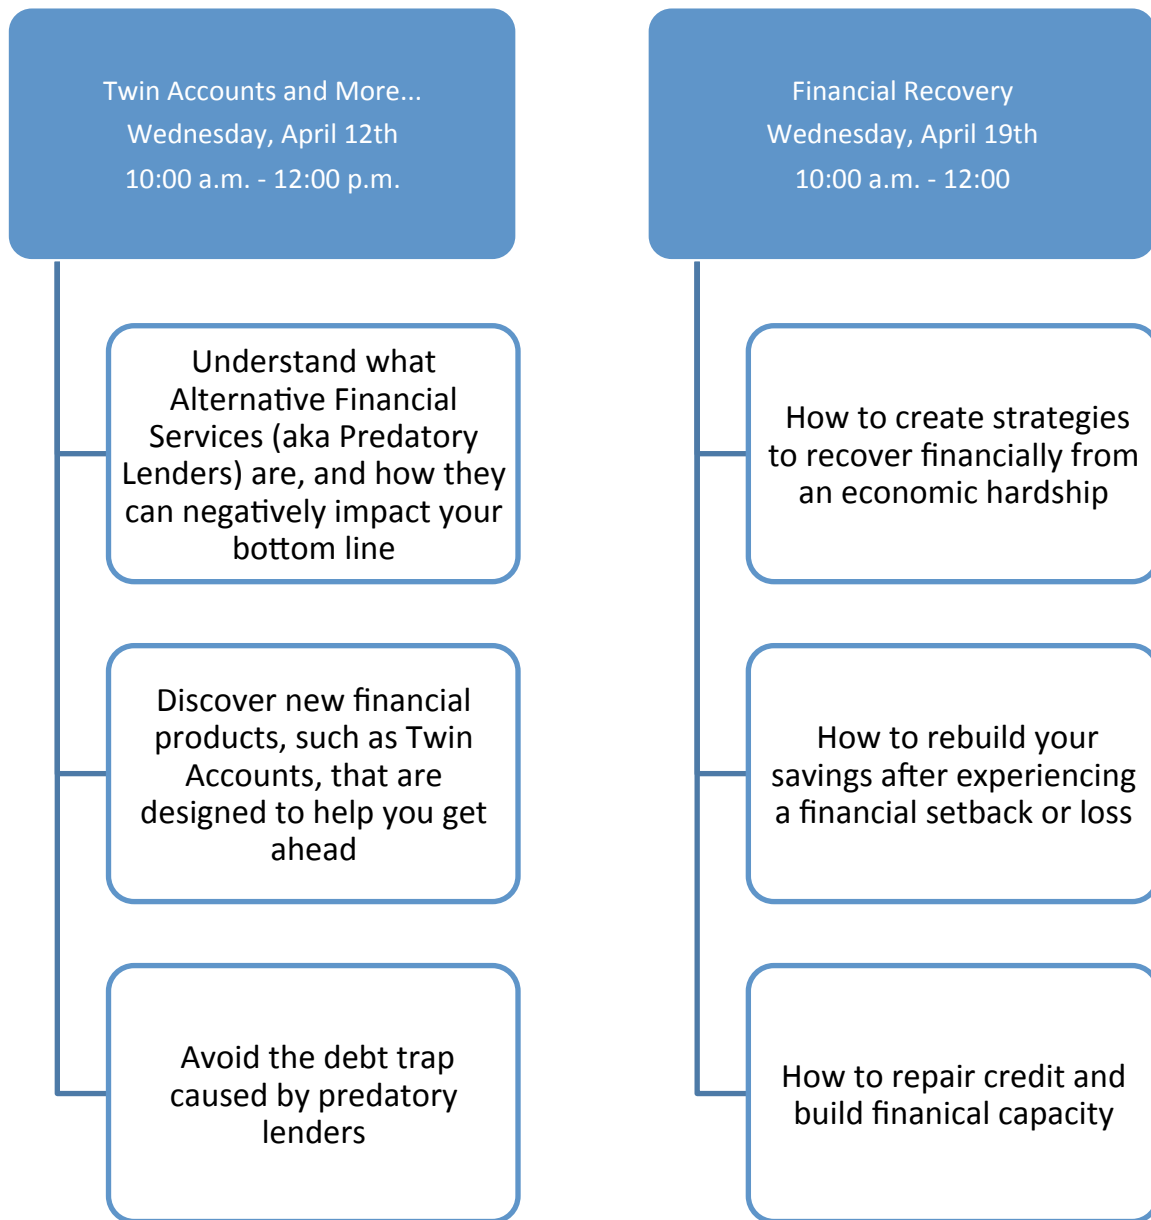 Twin Accounts and More...
Wednesday, April 12th
10:00 a.m. - 12:00 p.m.
Understand what
Alternative Financial
Services (aka Predatory
Lenders) are, and how they
can negatively impact your
bottom line
Discover new financial
products, such as Twin
Accounts, that are
designed to help you get
ahead
Avoid the debt trap
caused by predatory
lenders
Financial Recovery
Wednesday, April 19th
10:00 a.m. - 12:00
How to create strategies
to recover financially from
an economic hardship
How to rebuild your
savings after experiencing
a financial setback or loss
How to repair credit and
build finanical capacity